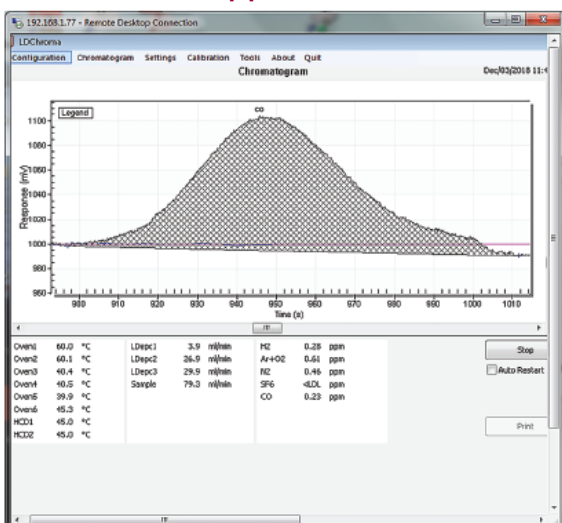 192.168.1.77 - Remote Desktop Connection
LDChroma
Configuration Chromatogram Settings Calibration Tools About Quit
Chromatogram Dec/03/2018 11:4
Legend
CO
1100
1080
1060
1040
1020
1000
980
960
Response (mV)
900 910 920 930 940 950 960 970 980 990 1000 1010
Time (s)
Oven1 60.0 °C LDepc1 3.9 ml/min H2 0.28 ppm Stop
Oven2 60.1 °C LDepc2 26.9 ml/min Ar+O2 0.61 ppm
Oven3 40.4 °C LDepc3 29.9 ml/min N2 0.46 ppm Auto Restart
Oven4 40.5 °C Sample 79.3 ml/min SF6 <LDL ppm
Oven5 39.9 °C CO 0.23 ppm
Oven6 45.3 °C
HCD1 45.0 °C Print
HCD2 45.0 °C